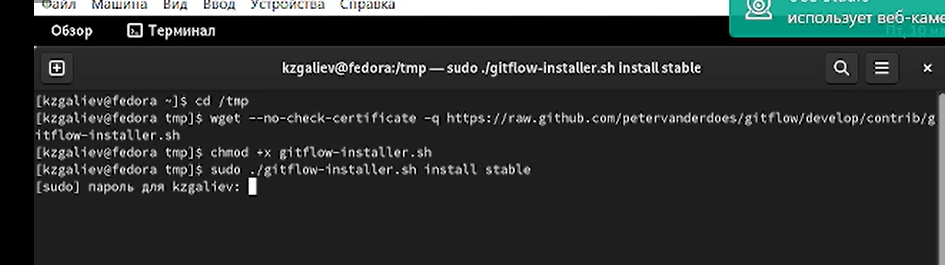 Файл Машина Вид Ввод Устройства Справка
использует веб-каме
Обзор Терминал
kzgaliev@fedora:/tmp — sudo ./gitflow-installer.sh install stable
[kzgaliev@fedora ~]$ cd /tmp
[kzgaliev@fedora tmp]$ wget --no-check-certificate -q https://raw.github.com/petervanderdoes/gitflow/develop/contrib/g
itflow-installer.sh
[kzgaliev@fedora tmp]$ chmod +x gitflow-installer.sh
[kzgaliev@fedora tmp]$ sudo ./gitflow-installer.sh install stable
[sudo] пароль для kzgaliev: